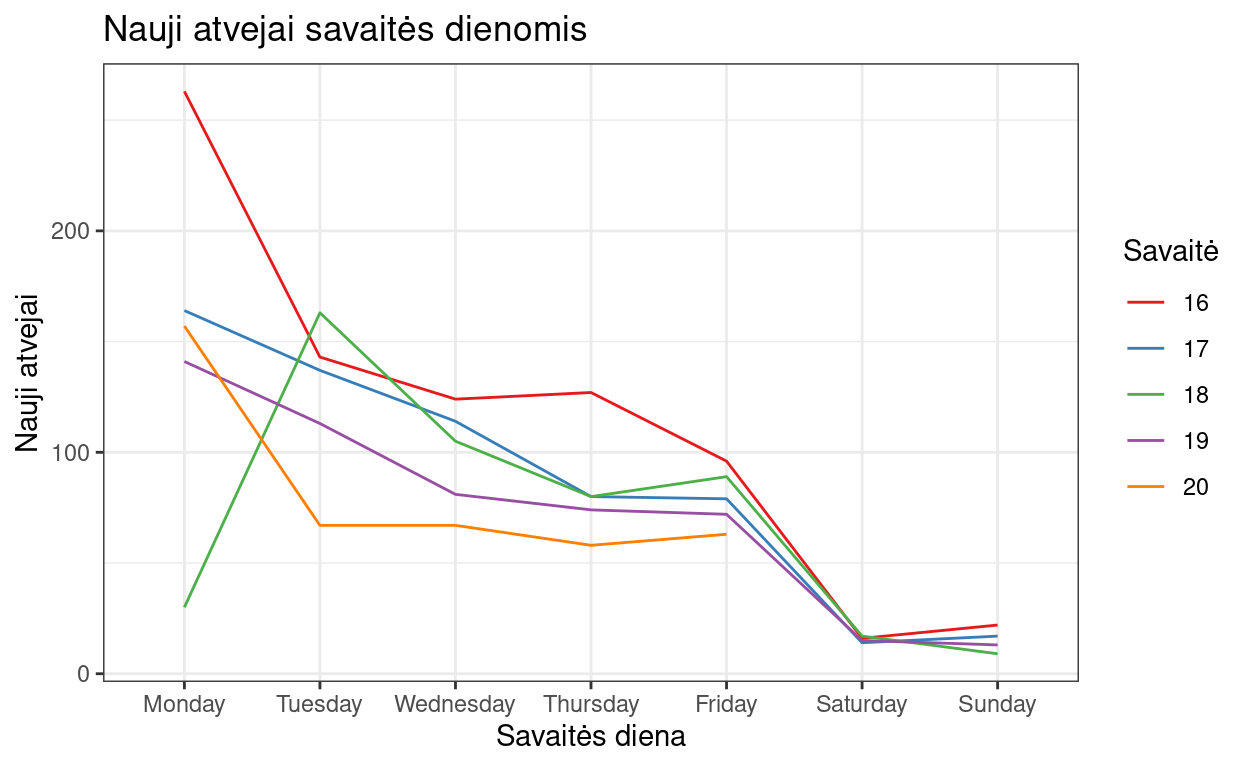 Nauji atvejai savaitės dienomis
Nauji atvejai
200
100
0
Monday Tuesday Wednesday Thursday Friday Saturday Sunday
Savaitės diena
Savaitė
16
17
18
19
20